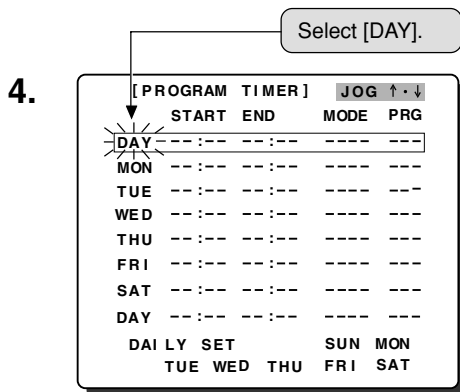 Select [DAY].
4.
[PROGRAM TIMER] JOG ↑·↓
START END MODE PRG
DAY --:-- --:-- ---- ---
MON --:-- --:-- ---- ---
TUE --:-- --:-- ---- ---
WED --:-- --:-- ---- ---
THU --:-- --:-- ---- ---
FRI --:-- --:-- ---- ---
SAT --:-- --:-- ---- ---
DAY --:-- --:-- ---- ---
DAILY SET SUN MON
TUE WED THU FRI SAT